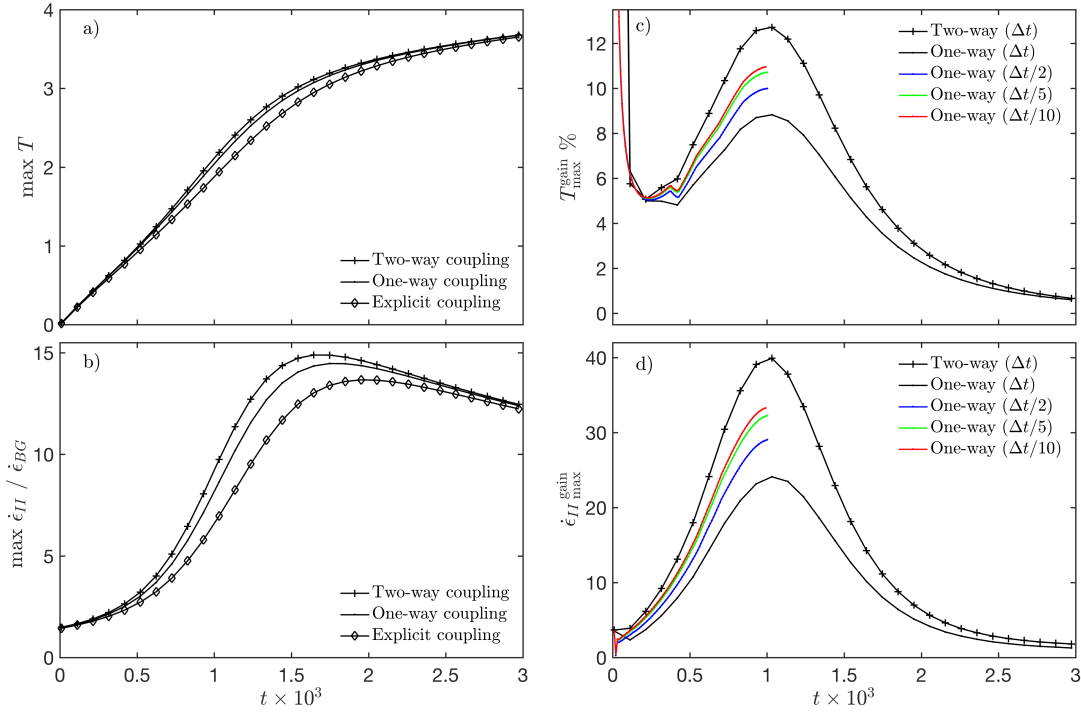 a)
max T
4
3
2
1
0
Two-way coupling
One-way coupling
Explicit coupling
c)
T_max^gain %
12
10
8
6
4
2
0
Two-way (Δt)
One-way (Δt)
One-way (Δt/2)
One-way (Δt/5)
One-way (Δt/10)
b)
max ε̇_II / ε̇_BG
15
10
5
0
Two-way coupling
One-way coupling
Explicit coupling
0 0.5 1 1.5 2 2.5 3
t × 10³
d)
ε̇_II max^gain
40
30
20
10
0
Two-way (Δt)
One-way (Δt)
One-way (Δt/2)
One-way (Δt/5)
One-way (Δt/10)
0 0.5 1 1.5 2 2.5 3
t × 10³